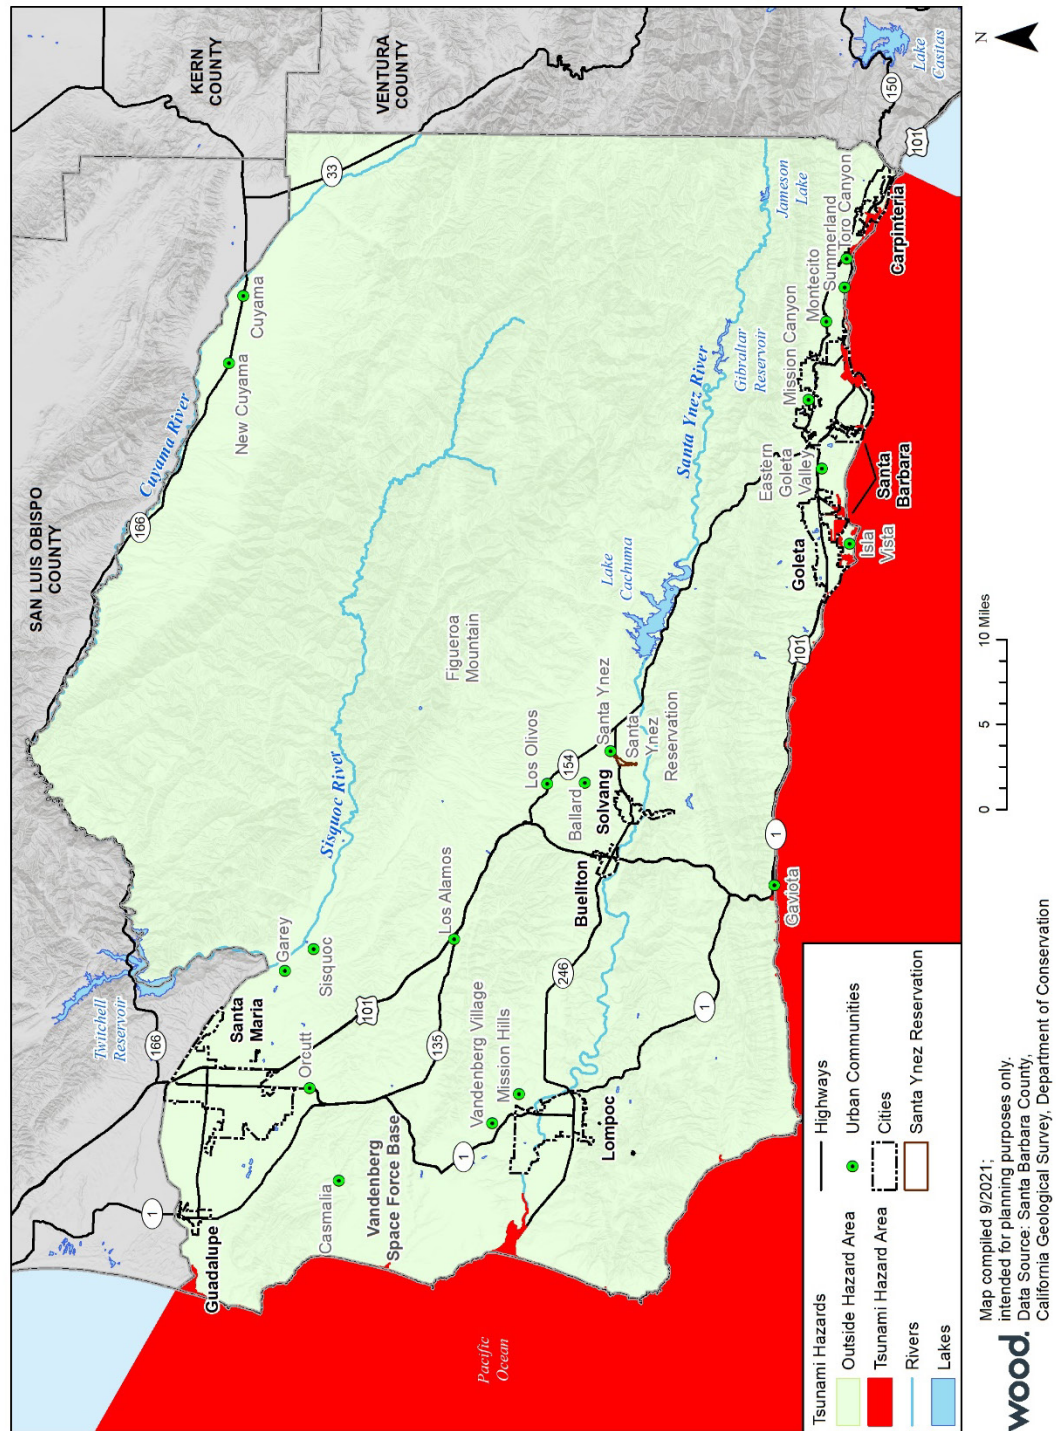 SAN LUIS OBISPO
COUNTY
KERN
COUNTY
VENTURA
COUNTY
Twitchell
Reservoir
166
1
Guadalupe
Santa
Maria
Orcutt
Garey
Sisquoc
Casmalia
101
135
Vandenberg
Space Force Base
Vandenberg Village
Mission Hills
1
Lompoc
Los Alamos
Sisquoc River
Cuyama River
166
New Cuyama
Cuyama
33
Figueroa
Mountain
Los Olivos
154
Ballard
Solvang
Santa Ynez
Santa
Ynez
Reservation
Buellton
246
1
Lake
Cachuma
Santa Ynez River
Gibraltar
Reservoir
Jameson
Lake
Gaviota
1
101
Goleta
Isla
Vista
Eastern
Goleta
Valley
Santa
Barbara
Mission Canyon
Montecito
Summerland
Toro Canyon
Carpinteria
101
150
Lake
Casitas
Pacific
Ocean
Tsunami Hazards
Outside Hazard Area
Tsunami Hazard Area
Rivers
Lakes
Highways
Urban Communities
Cities
Santa Ynez Reservation
0 5 10 Miles
N
wood.
Map compiled 9/2021;
intended for planning purposes only.
Data Source: Santa Barbara County,
California Geological Survey, Department of Conservation